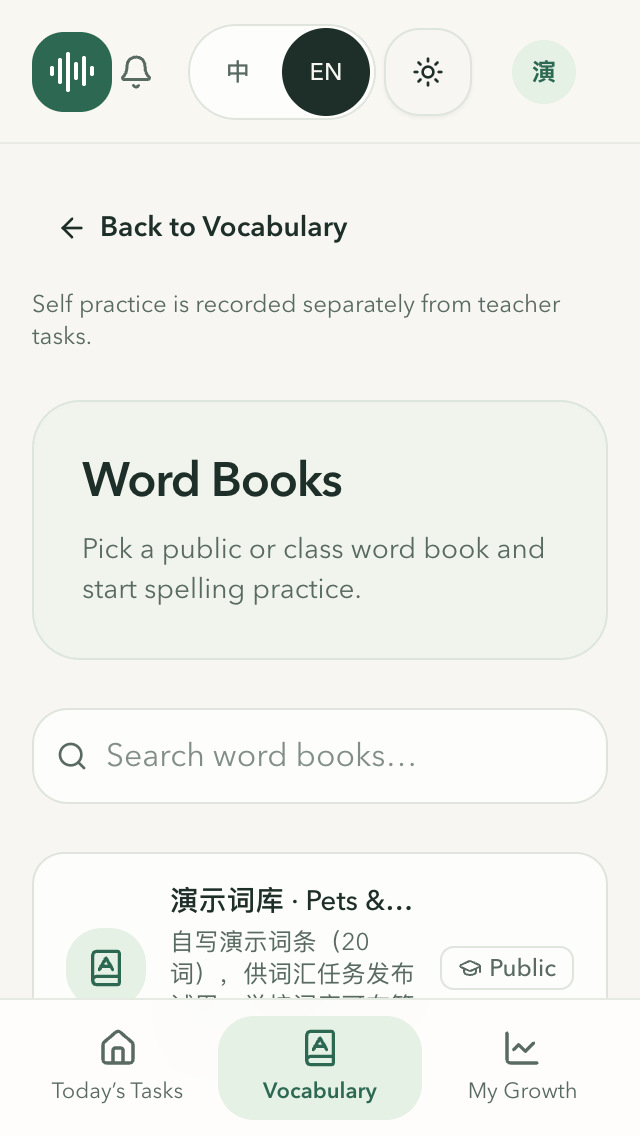 中 EN 演
Back to Vocabulary
Self practice is recorded separately from teacher
tasks.
Word Books
Pick a public or class word book and
start spelling practice.
Search word books…
演示词库 · Pets &…
自写演示词条（20
词），供词汇任务发布
Public
Today’s Tasks
Vocabulary
My Growth